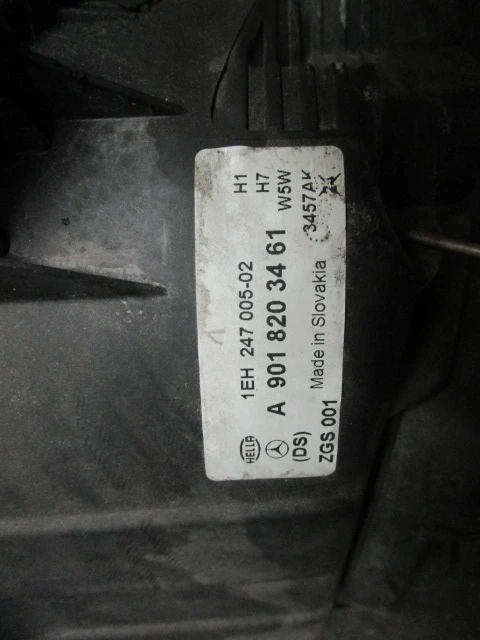 H1
H7
W5W
1EH 247 005-02
HELLA
A 901 820 34 61
(DS) Made in Slovakia 3457AK
ZGS 001